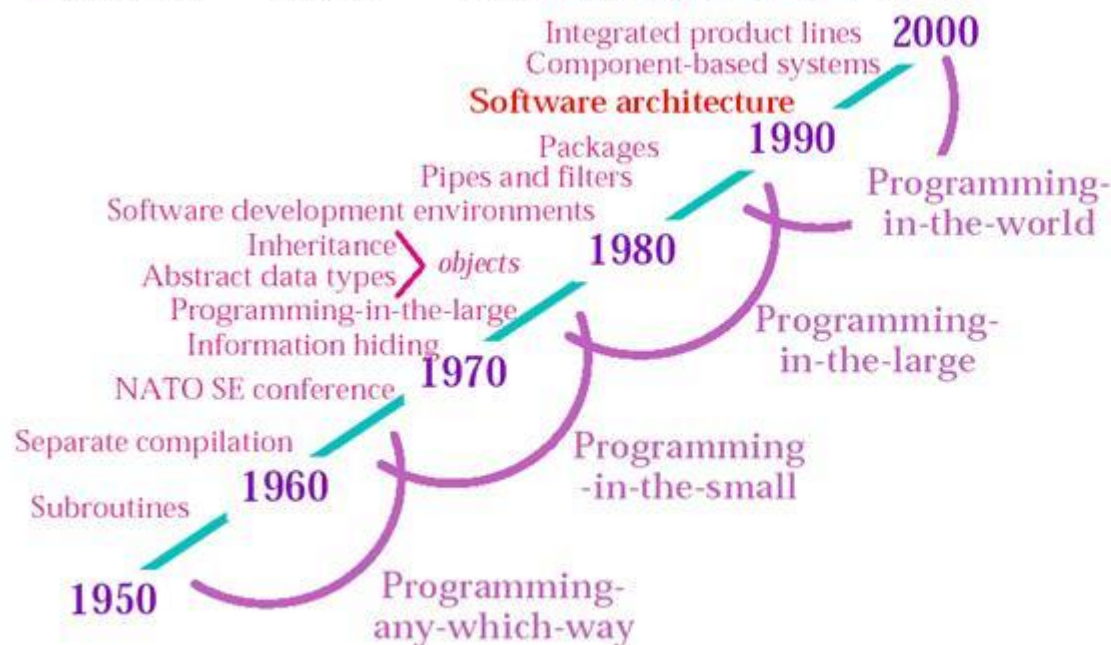 Integrated product lines 2000
Component-based systems
Software architecture
1990
Packages
Pipes and filters
Programming-
in-the-world
Software development environments
Inheritance
Abstract data types
objects
1980
Programming-in-the-large
Information hiding
Programming-
in-the-large
1970
NATO SE conference
Separate compilation
Programming
-in-the-small
1960
Subroutines
1950
Programming-
any-which-way